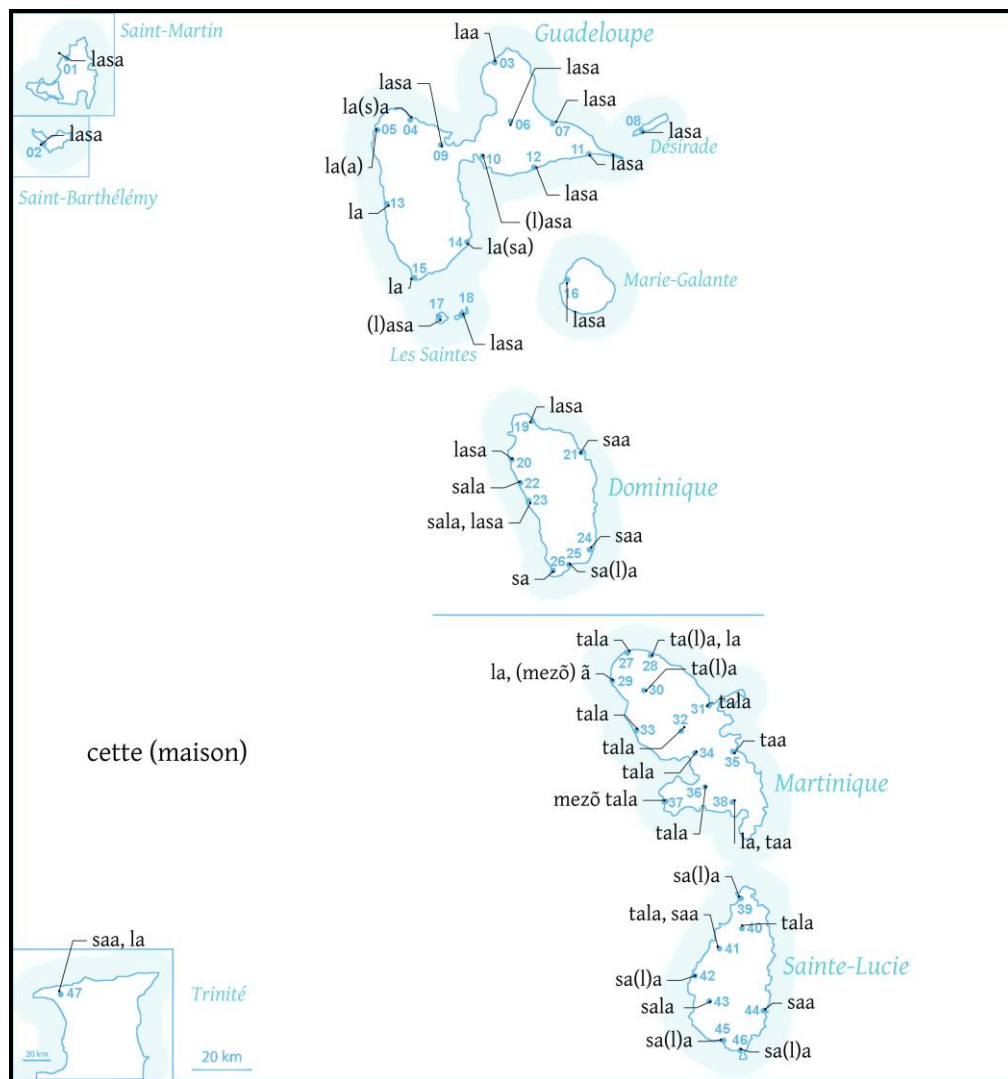 Saint-Martin
lasa
01
lasa
02
Saint-Barthélémy
Guadeloupe
laa
03
lasa
lasa
lasa
la(s)a
04
05
06
07
08
lasa
Désirade
la(a)
09
10
12
11
lasa
lasa
(l)asa
la
13
14
la(sa)
15
la
Marie-Galante
16
lasa
17
18
(l)asa
lasa
Les Saintes
lasa
19
saa
21
lasa
20
sala
22
23
sala, lasa
Dominique
24
saa
25
26
sa
sa(l)a
tala
ta(l)a, la
27
28
la, (mezõ) ã
29
ta(l)a
30
31
tala
tala
33
32
tala
taa
34
35
tala
cette (maison)
Martinique
36
mezõ tala
37
38
tala
la, taa
sa(l)a
39
tala, saa
tala
40
41
Sainte-Lucie
sa(l)a
42
sala
43
44
saa
45
46
sa(l)a
sa(l)a
saa, la
47
Trinité
20 km
20 km